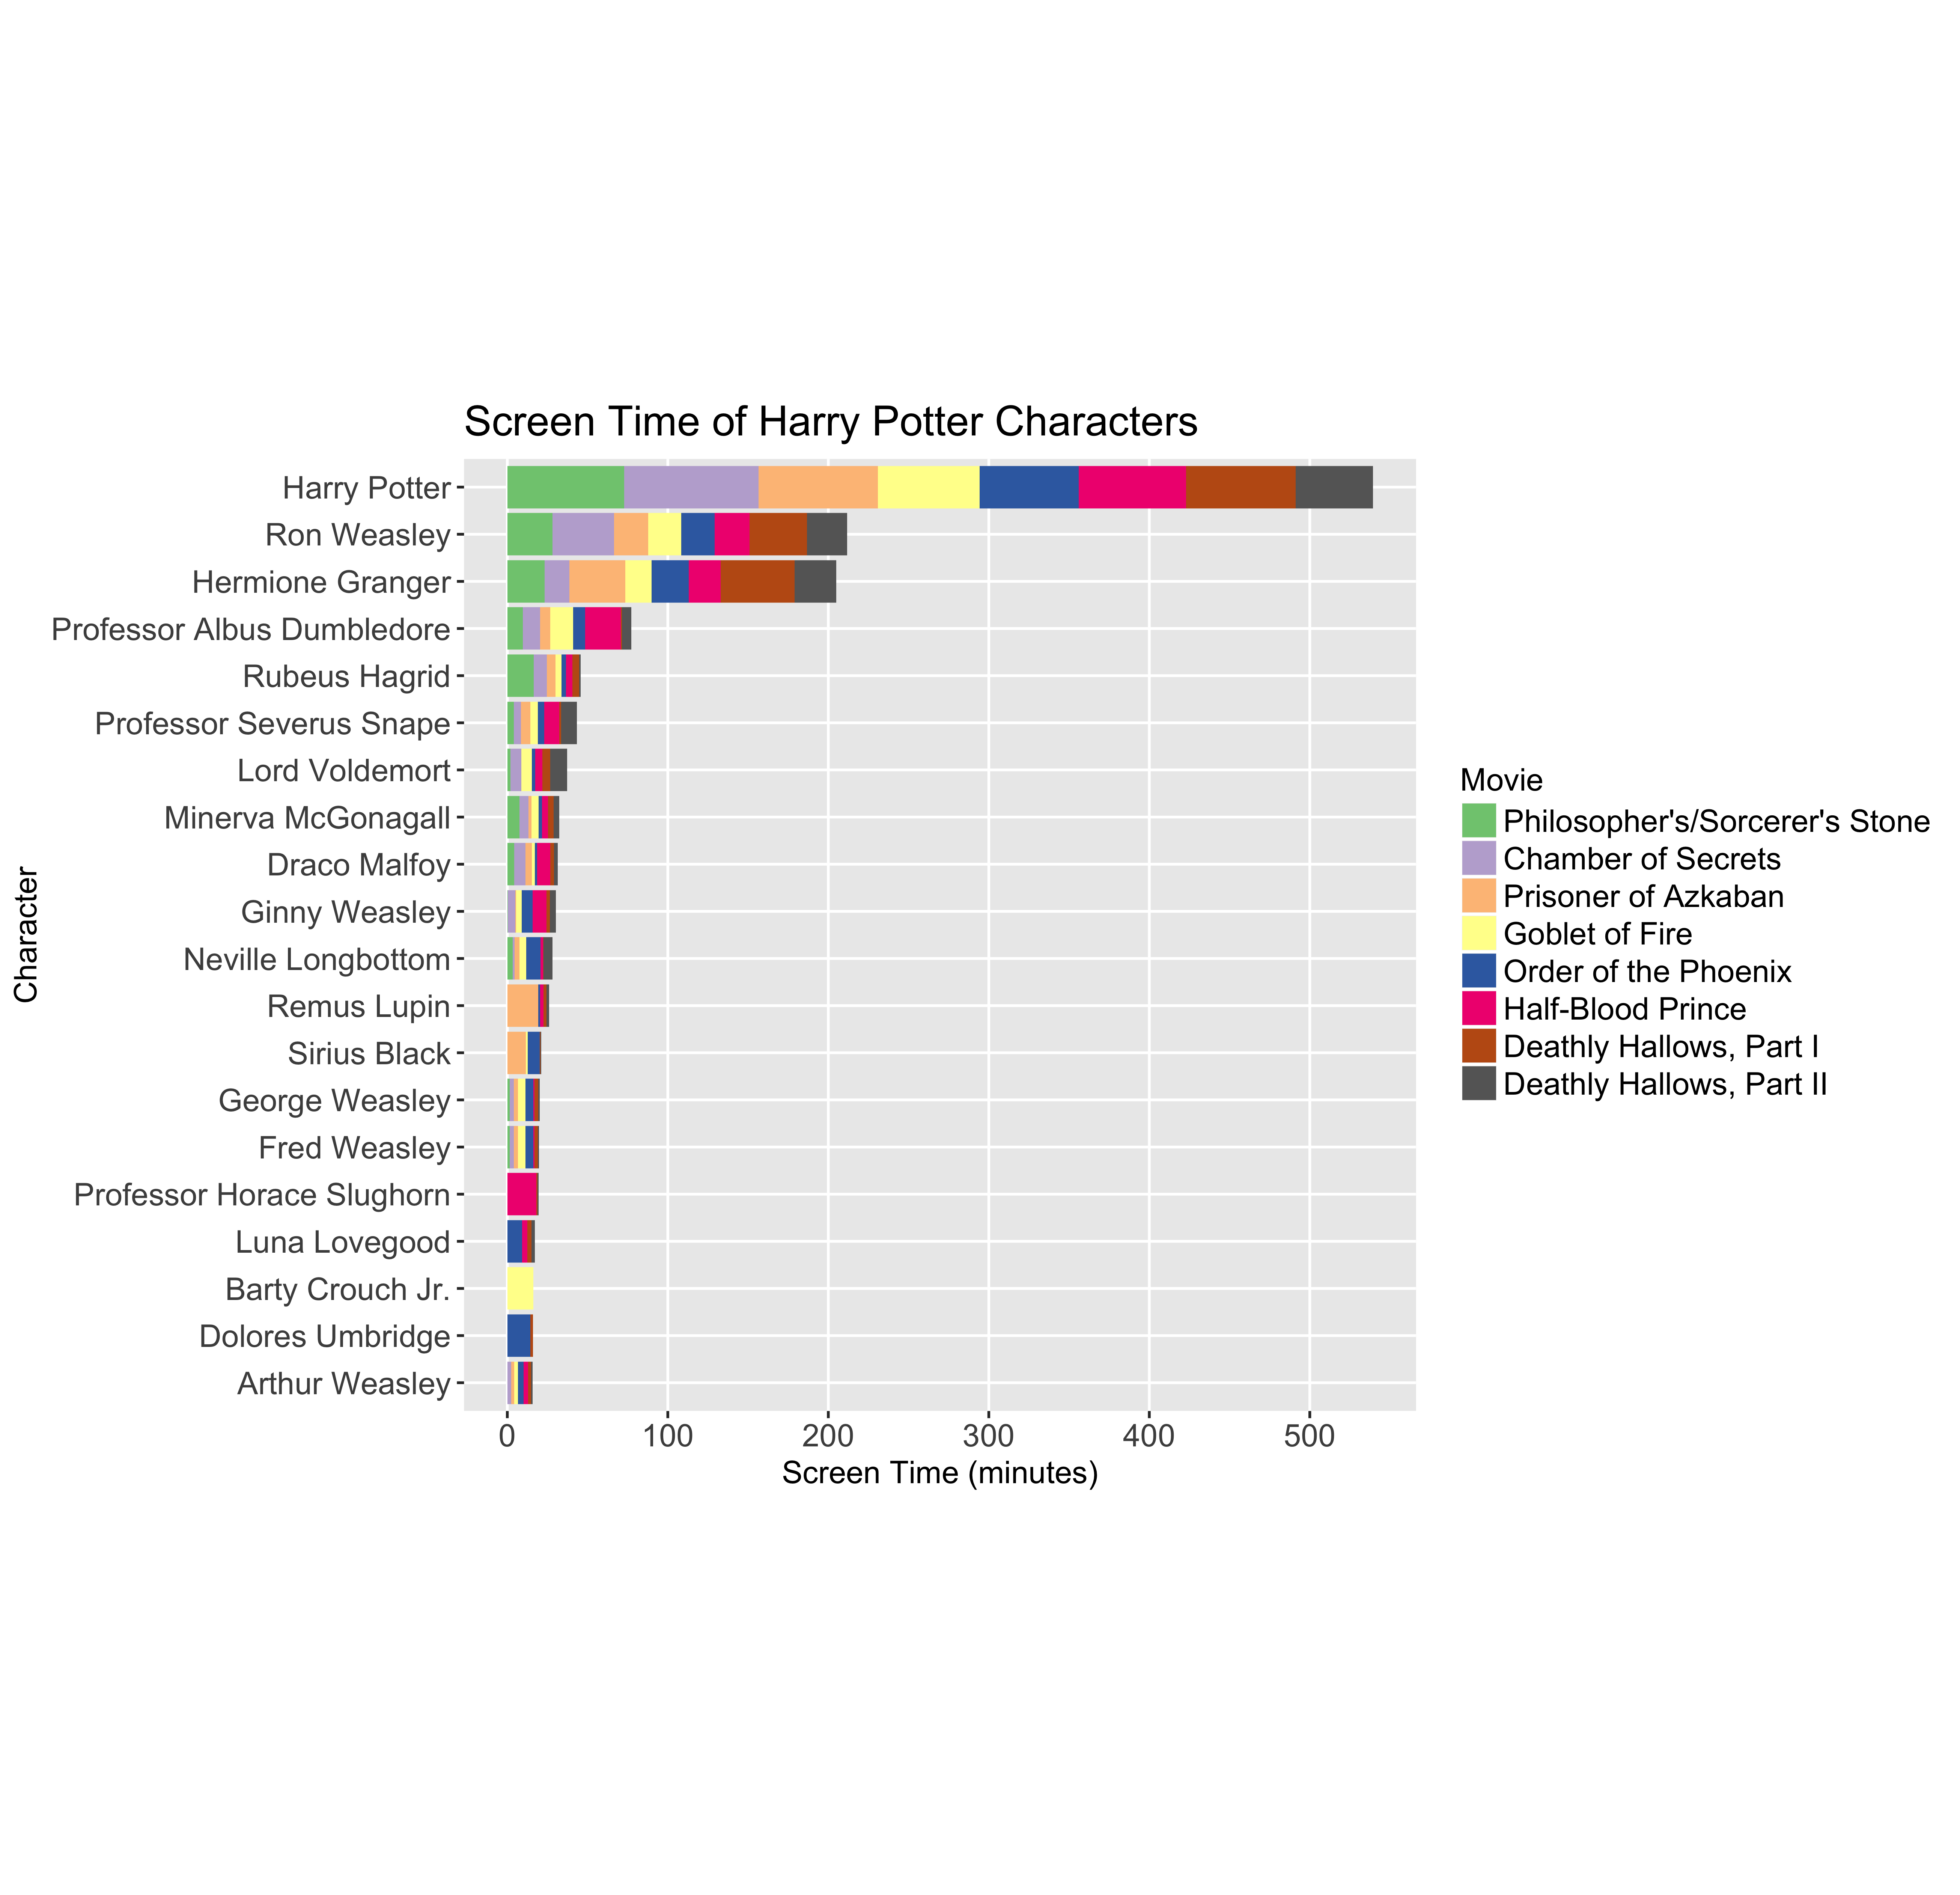 Screen Time of Harry Potter Characters
Character
Harry Potter
Ron Weasley
Hermione Granger
Professor Albus Dumbledore
Rubeus Hagrid
Professor Severus Snape
Lord Voldemort
Minerva McGonagall
Draco Malfoy
Ginny Weasley
Neville Longbottom
Remus Lupin
Sirius Black
George Weasley
Fred Weasley
Professor Horace Slughorn
Luna Lovegood
Barty Crouch Jr.
Dolores Umbridge
Arthur Weasley
0 100 200 300 400 500
Screen Time (minutes)
Movie
Philosopher's/Sorcerer's Stone
Chamber of Secrets
Prisoner of Azkaban
Goblet of Fire
Order of the Phoenix
Half-Blood Prince
Deathly Hallows, Part I
Deathly Hallows, Part II